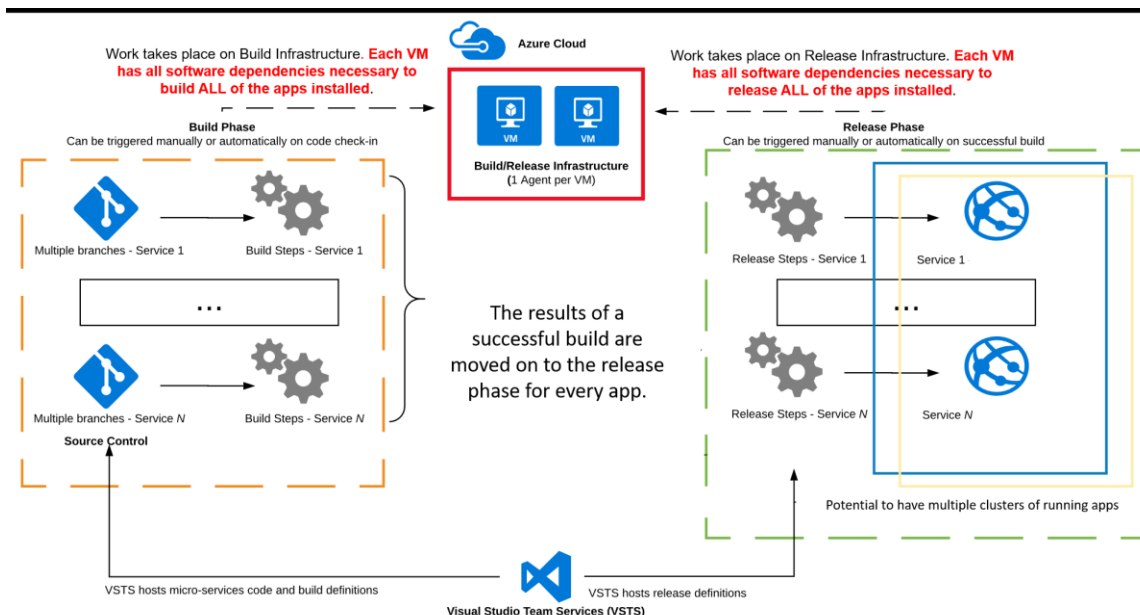 Azure Cloud
Work takes place on Build Infrastructure. Each VM
has all software dependencies necessary to
build ALL of the apps installed.
Work takes place on Release Infrastructure. Each VM
has all software dependencies necessary to
release ALL of the apps installed.
VM
VM
Build/Release Infrastructure
(1 Agent per VM)
Build Phase
Can be triggered manually or automatically on code check-in
Release Phase
Can be triggered manually or automatically on successful build
Multiple branches - Service 1
Build Steps - Service 1
...
Multiple branches - Service N
Build Steps - Service N
Source Control
The results of a
successful build are
moved on to the release
phase for every app.
Release Steps - Service 1
Service 1
...
Release Steps - Service N
Service N
Potential to have multiple clusters of running apps
VSTS hosts micro-services code and build definitions
VSTS hosts release definitions
Visual Studio Team Services (VSTS)